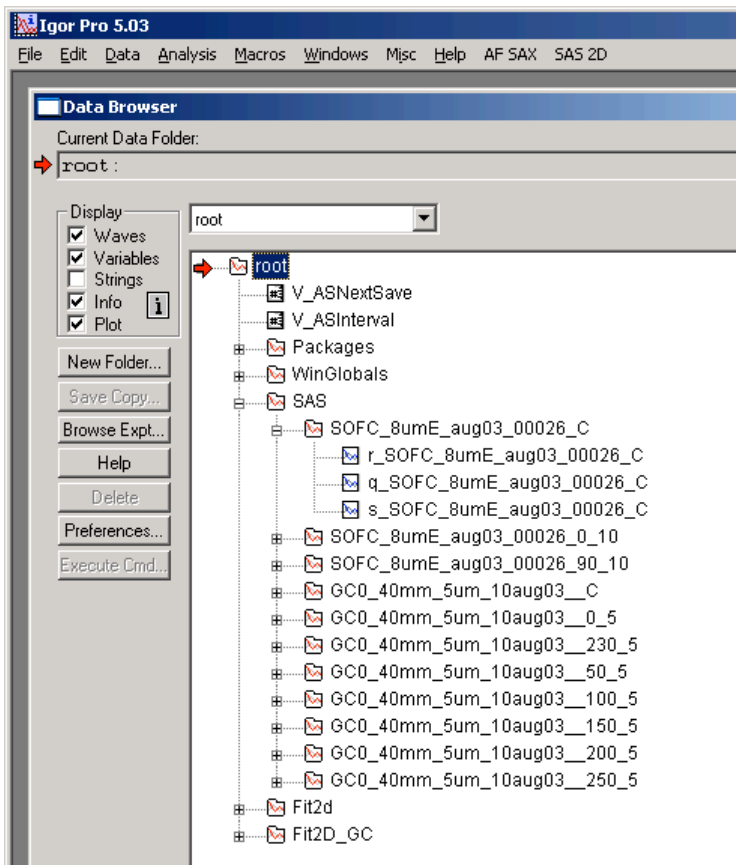 Igor Pro 5.03
File Edit Data Analysis Macros Windows Misc Help AF SAX SAS 2D
Data Browser
Current Data Folder:
root:
Display
Waves
Variables
Strings
Info
i
Plot
New Folder...
Save Copy...
Browse Expt...
Help
Delete
Preferences...
Execute Cmd...
root
root
V_ASNextSave
V_ASInterval
Packages
WinGlobals
SAS
SOFC_8umE_aug03_00026_C
r_SOFC_8umE_aug03_00026_C
q_SOFC_8umE_aug03_00026_C
s_SOFC_8umE_aug03_00026_C
SOFC_8umE_aug03_00026_0_10
SOFC_8umE_aug03_00026_90_10
GC0_40mm_5um_10aug03__C
GC0_40mm_5um_10aug03__0_5
GC0_40mm_5um_10aug03__230_5
GC0_40mm_5um_10aug03__50_5
GC0_40mm_5um_10aug03__100_5
GC0_40mm_5um_10aug03__150_5
GC0_40mm_5um_10aug03__200_5
GC0_40mm_5um_10aug03__250_5
Fit2d
Fit2D_GC